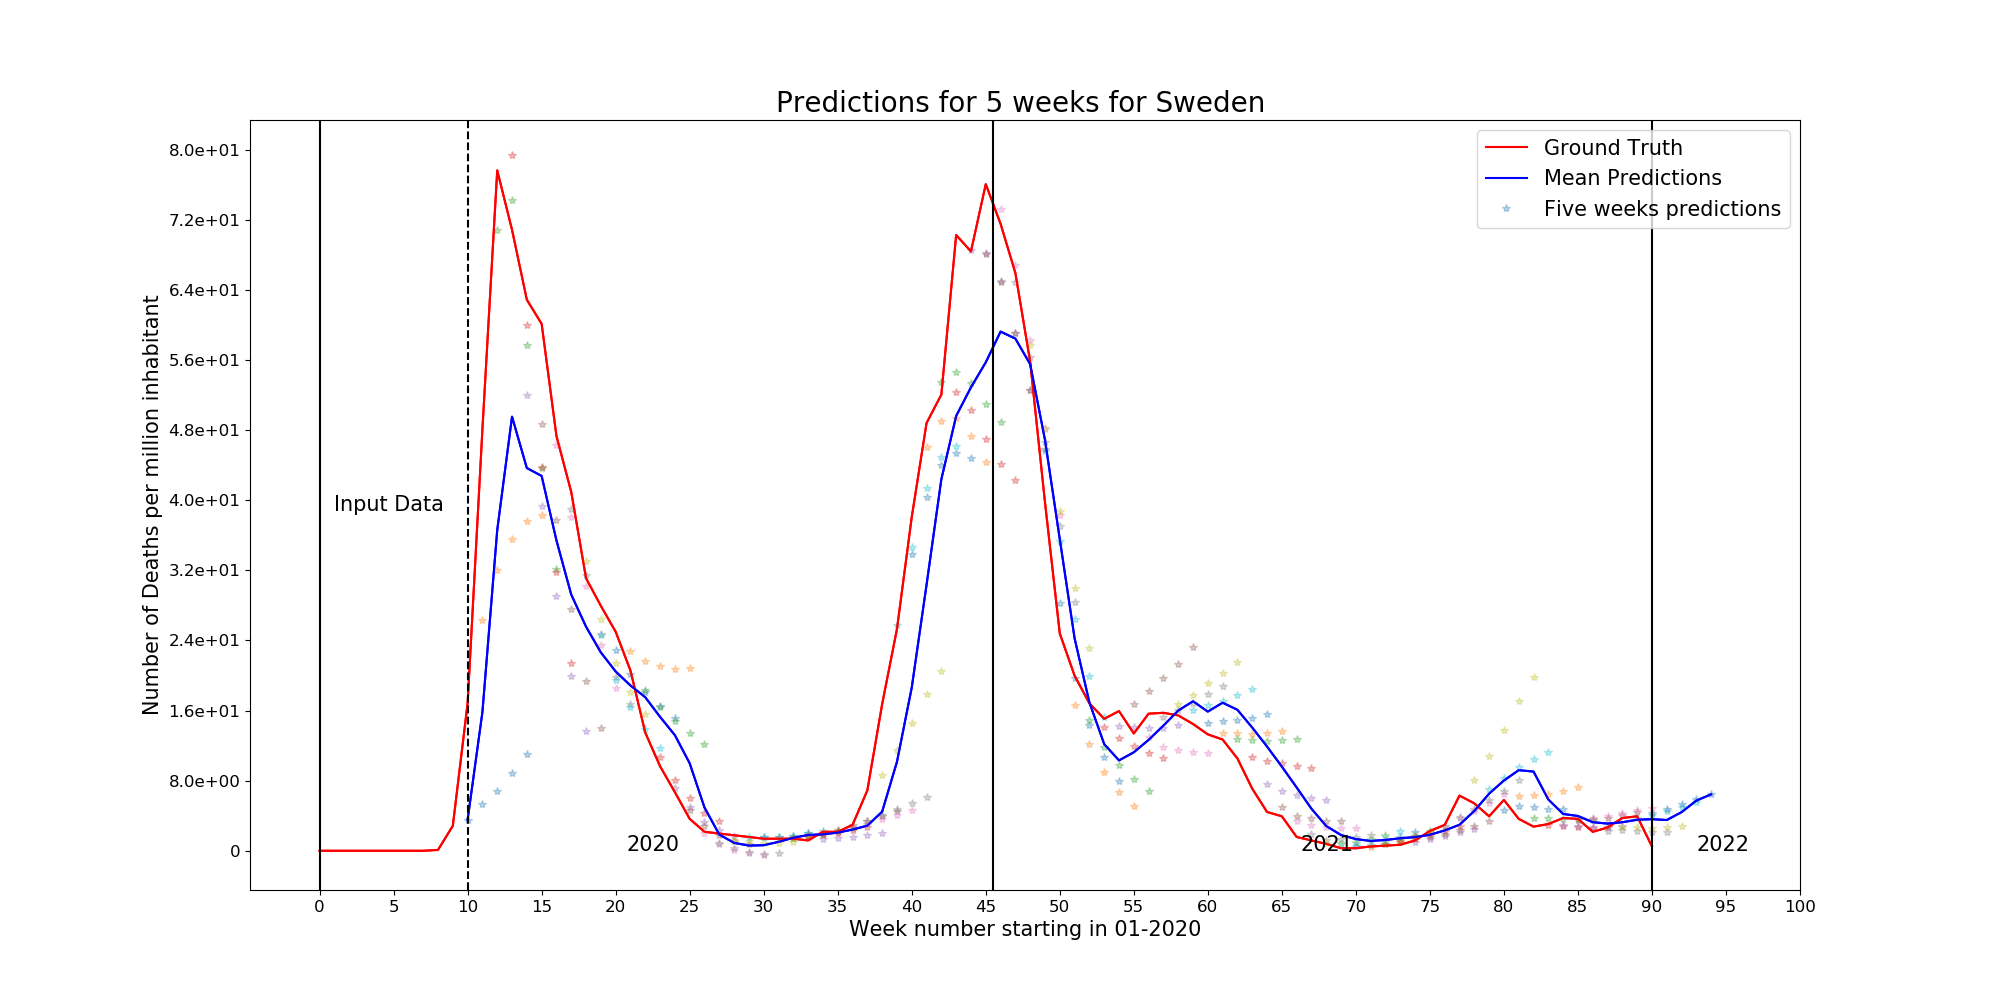 Predictions for 5 weeks for Sweden
Ground Truth
Mean Predictions
Five weeks predictions
Number of Deaths per million inhabitant
8.0e+01
7.2e+01
6.4e+01
5.6e+01
4.8e+01
4.0e+01
3.2e+01
2.4e+01
1.6e+01
8.0e+00
0
Input Data
2020
2021
2022
0 5 10 15 20 25 30 35 40 45 50 55 60 65 70 75 80 85 90 95 100
Week number starting in 01-2020